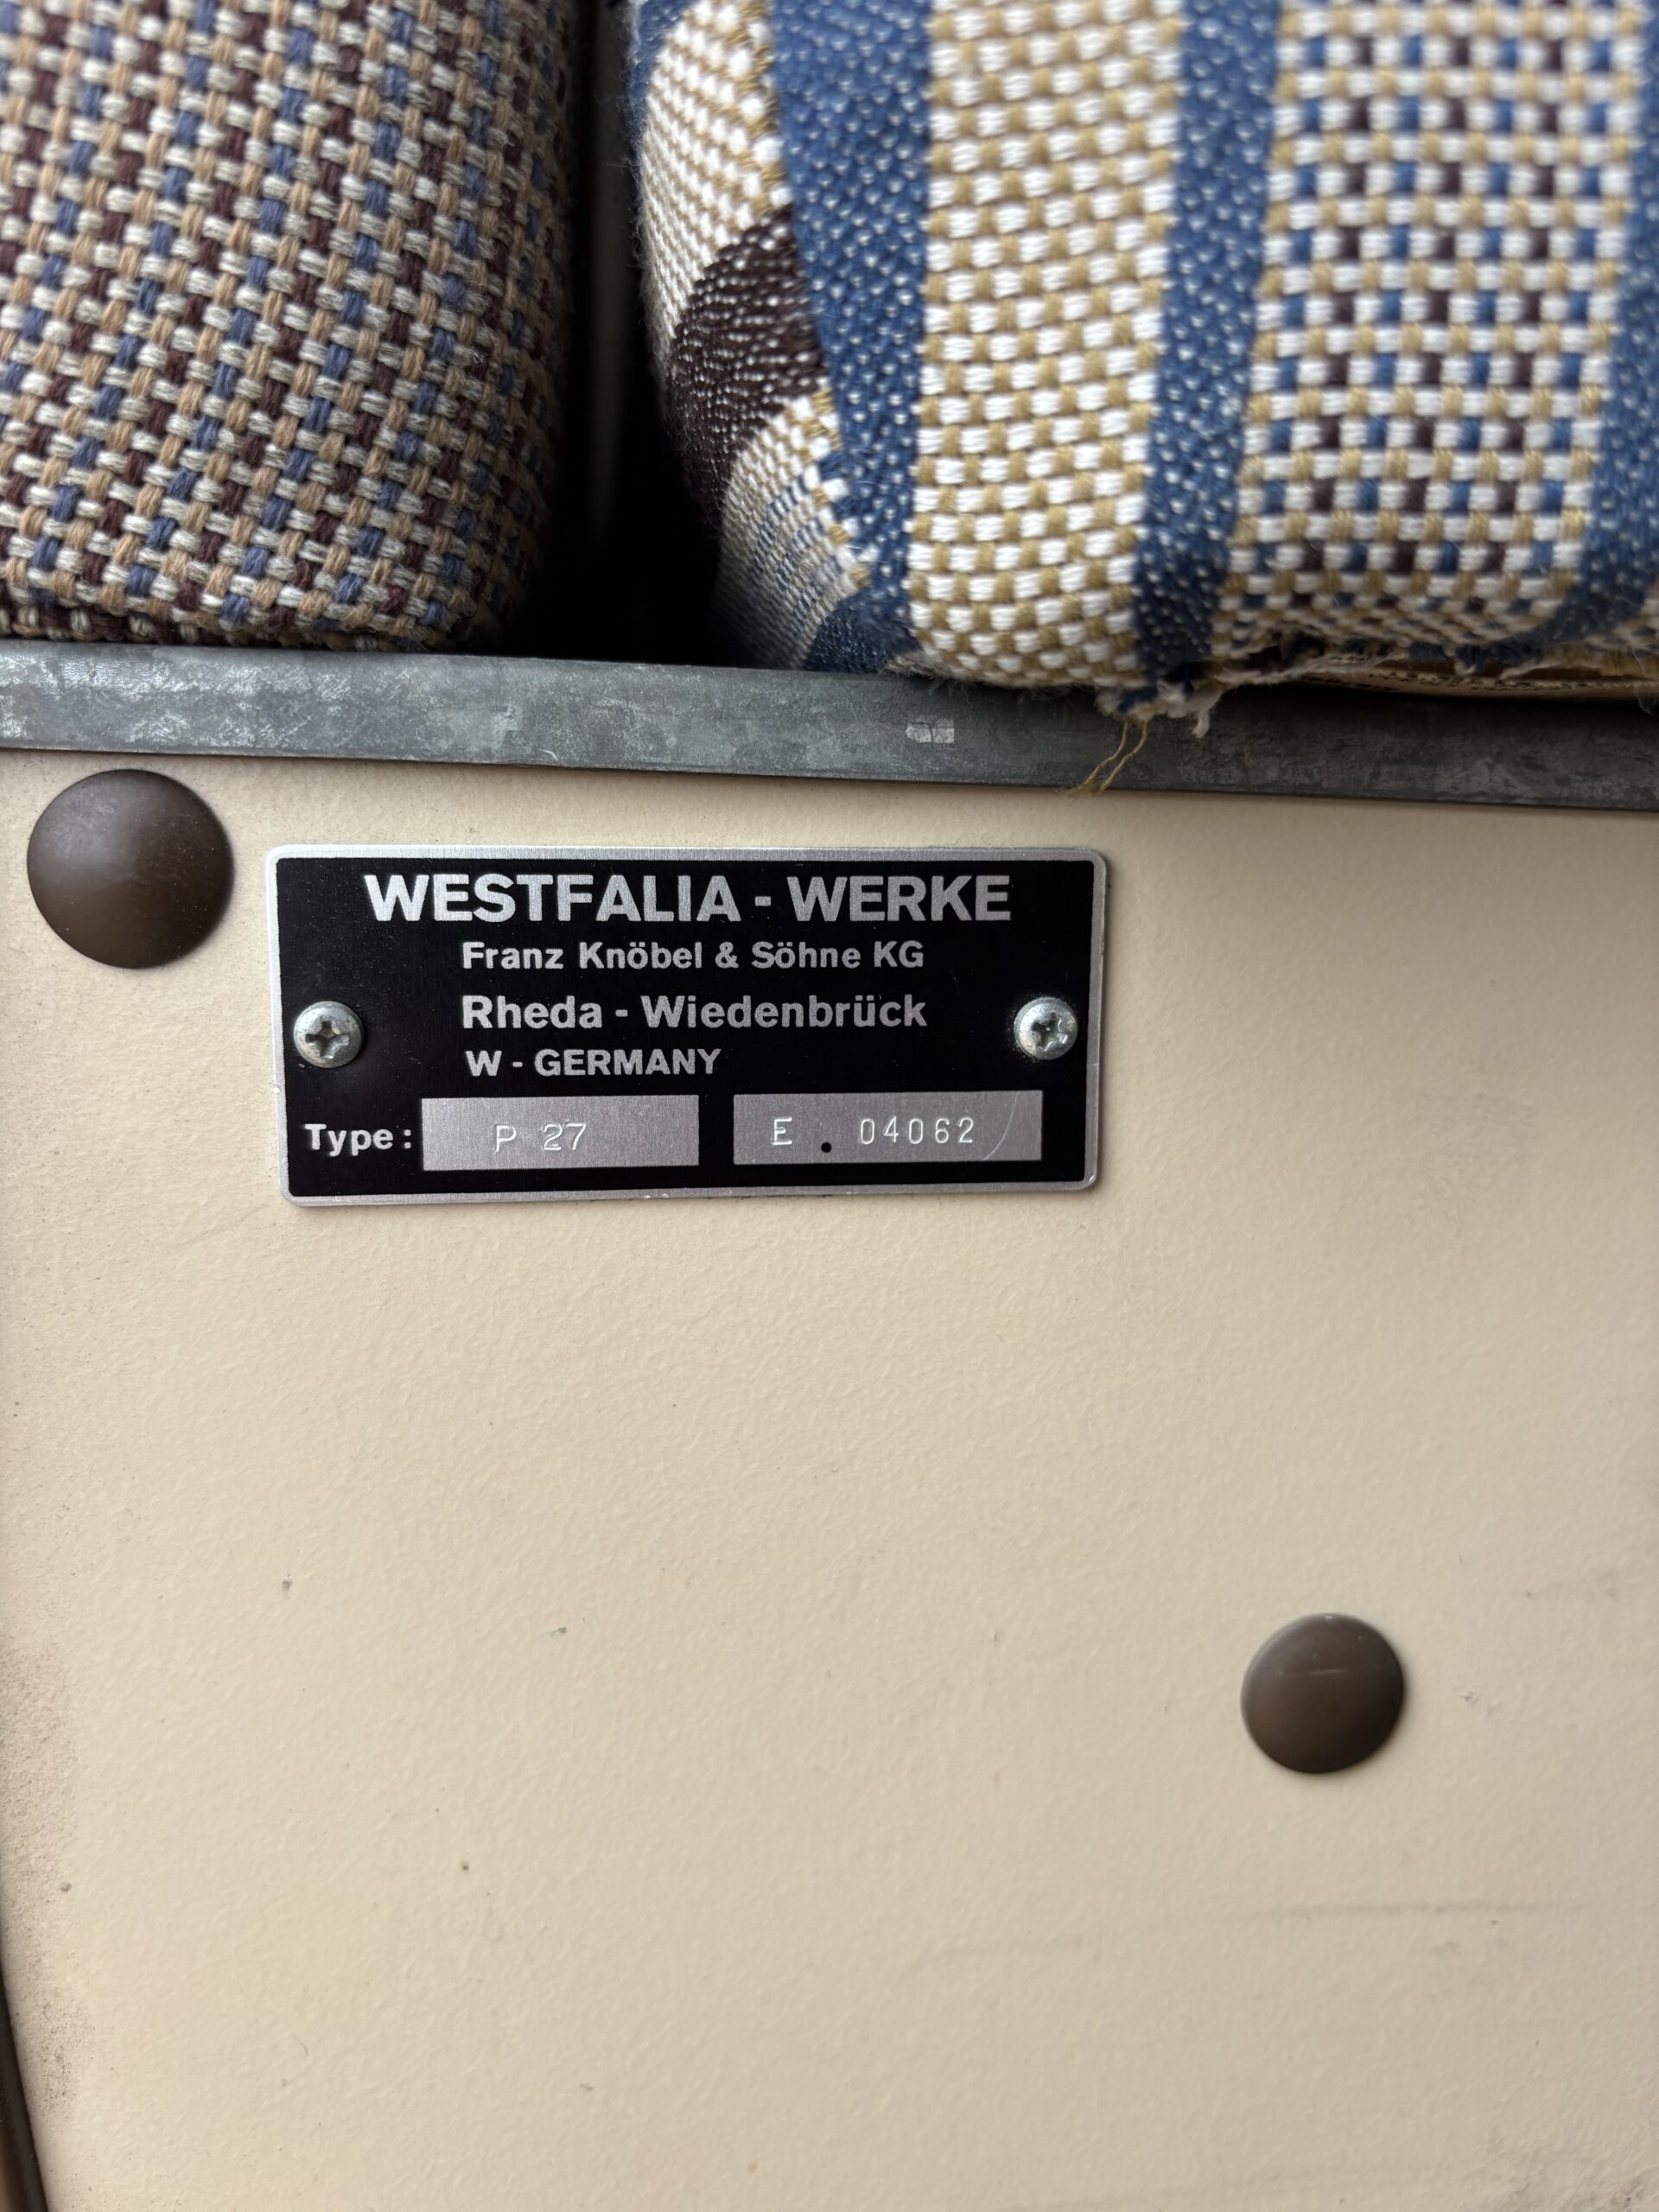 WESTFALIA - WERKE
Franz Knöbel & Söhne KG
Rheda - Wiedenbrück
W - GERMANY
Type: P 27 E . 04062